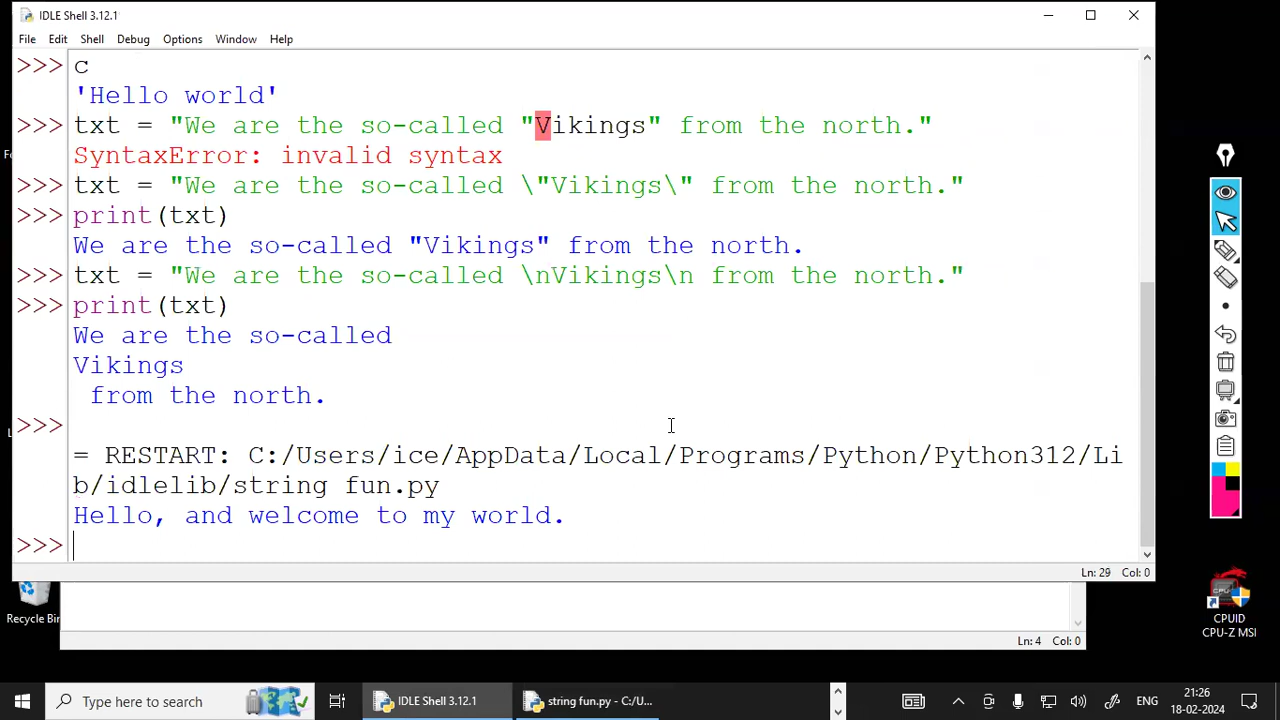 IDLE Shell 3.12.1
File Edit Shell Debug Options Window Help
>>> c
'Hello world'
>>> txt = "We are the so-called "Vikings" from the north."
SyntaxError: invalid syntax
>>> txt = "We are the so-called \"Vikings\" from the north."
>>> print(txt)
We are the so-called "Vikings" from the north.
>>> txt = "We are the so-called \nVikings\n from the north."
>>> print(txt)
We are the so-called
Vikings
 from the north.
>>>
= RESTART: C:/Users/ice/AppData/Local/Programs/Python/Python312/Li
b/idlelib/string fun.py
Hello, and welcome to my world.
>>>
Ln: 29 Col: 0
Recycle Bin
CPUID
CPU-Z MSI
Ln: 4 Col: 0
Type here to search
IDLE Shell 3.12.1
string fun.py - C:/U...
ENG
21:26
18-02-2024